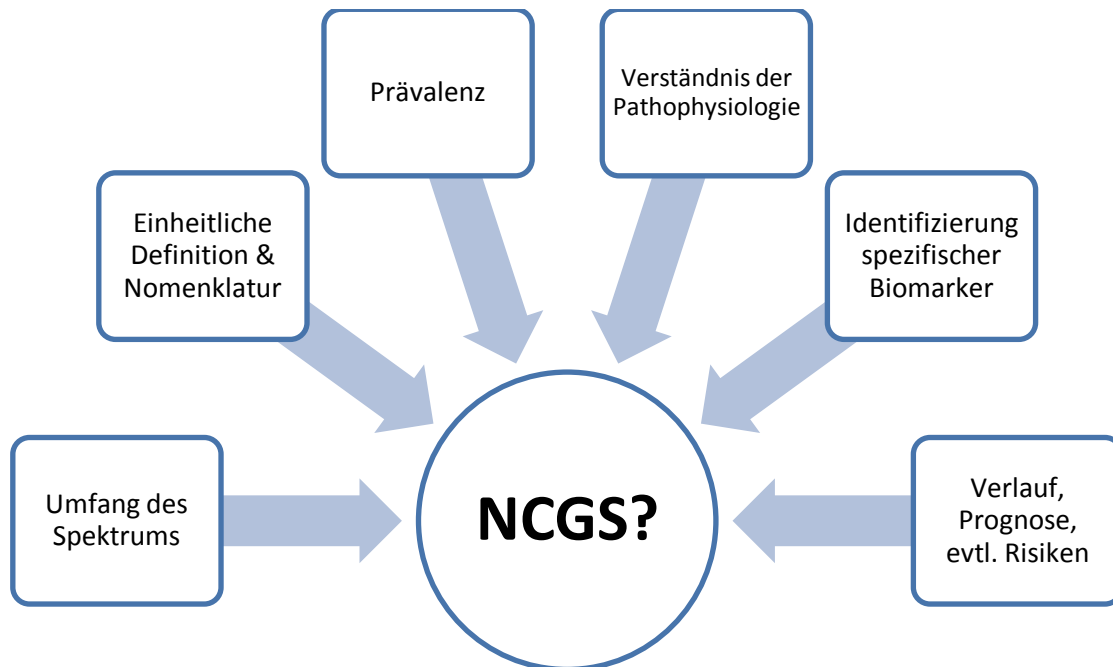 Prävalenz
Verständnis der
Pathophysiologie
Einheitliche
Definition &
Nomenklatur
Identifizierung
spezifischer
Biomarker
Umfang des
Spektrums
NCGS?
Verlauf,
Prognose,
evtl. Risiken